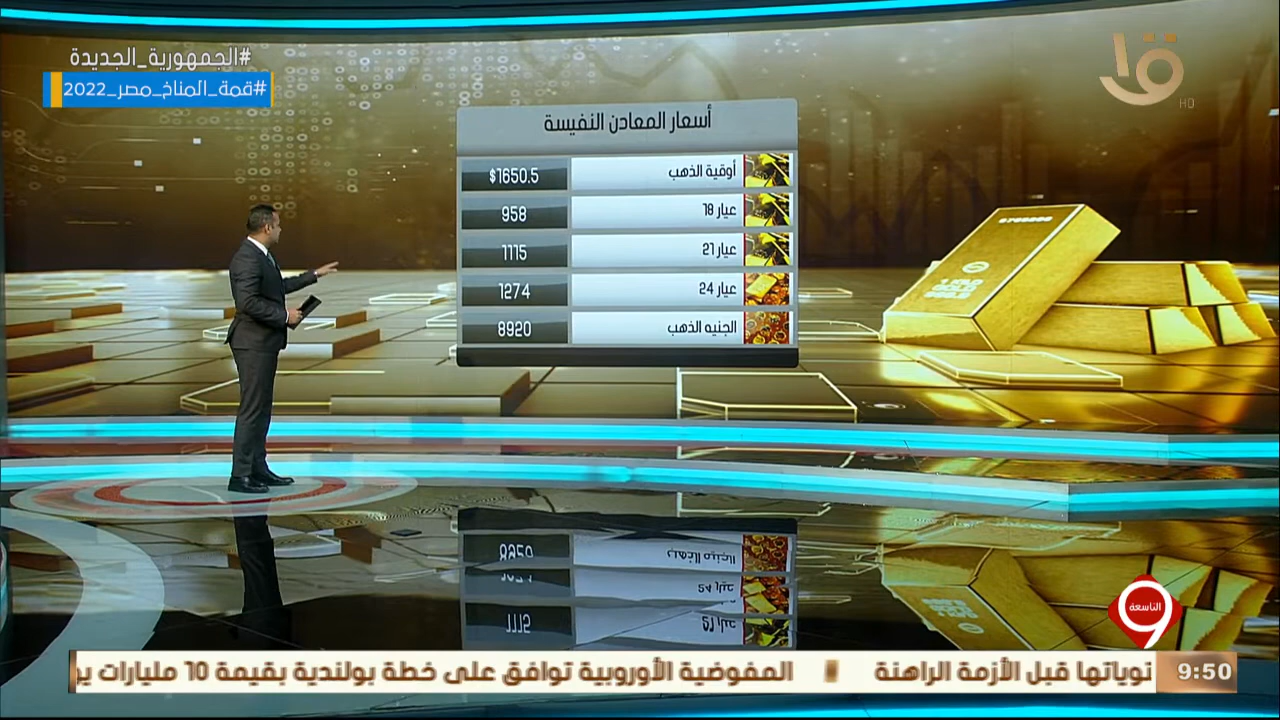 #الجمهورية_الجديدة
#قمة_المناخ_مصر_2022
HD
أسعار المعادن النفيسة
أوقية الذهب $1650.5
عيار 18 958
عيار 21 1115
عيار 24 1274
الجنيه الذهب 8920
التاسعة
9
9:50
نوياتها قبل الأزمة الراهنة
المفوضية الأوروبية توافق على خطة بولندية بقيمة 10 مليارات يو